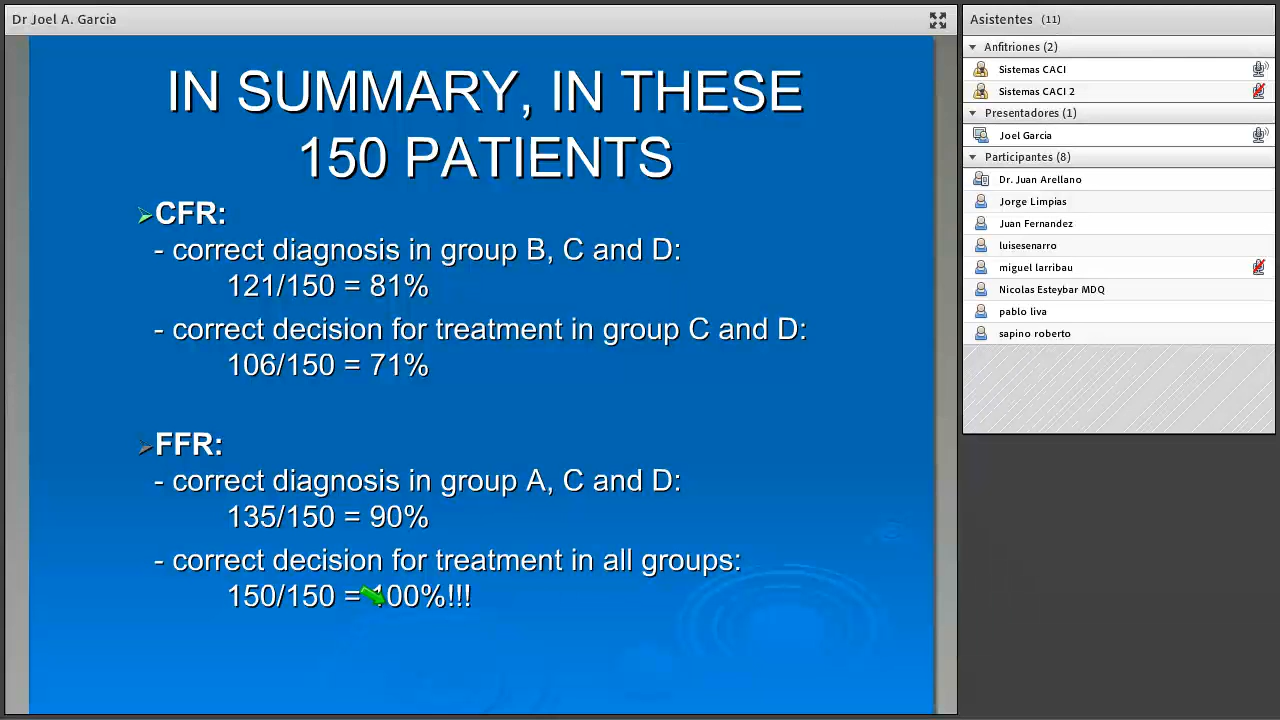 Dr Joel A. Garcia
IN SUMMARY, IN THESE
150 PATIENTS
CFR:
- correct diagnosis in group B, C and D:
121/150 = 81%
- correct decision for treatment in group C and D:
106/150 = 71%
FFR:
- correct diagnosis in group A, C and D:
135/150 = 90%
- correct decision for treatment in all groups:
150/150 = 100%!!!
Asistentes (11)
Anfitriones (2)
Sistemas CACI
Sistemas CACI 2
Presentadores (1)
Joel Garcia
Participantes (8)
Dr. Juan Arellano
Jorge Limpias
Juan Fernandez
luisesenarro
miguel larribau
Nicolas Esteybar MDQ
pablo liva
sapino roberto